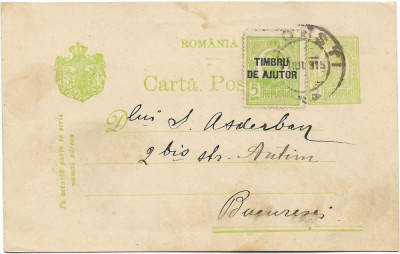 ROMÂNIA
Cartă Pos
TIMBRU
DE AJUTOR
5
Dlui S. Asderban
2 bis str. Antim
București
Pe această parte se scrie
numai adresa